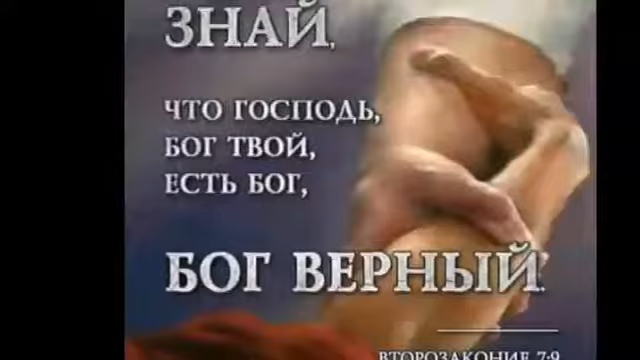 ЗНАЙ,
ЧТО ГОСПОДЬ,
БОГ ТВОЙ,
ЕСТЬ БОГ,
БОГ ВЕРНЫЙ.
ВТОРОЗАКОНИЕ 7:9